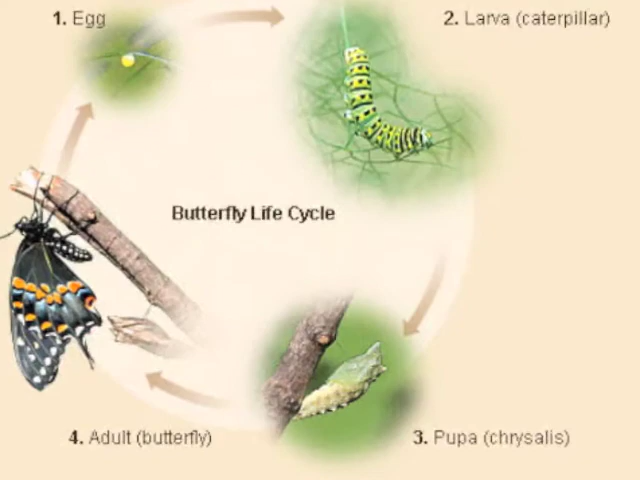 1. Egg
2. Larva (caterpillar)
Butterfly Life Cycle
4. Adult (butterfly)
3. Pupa (chrysalis)